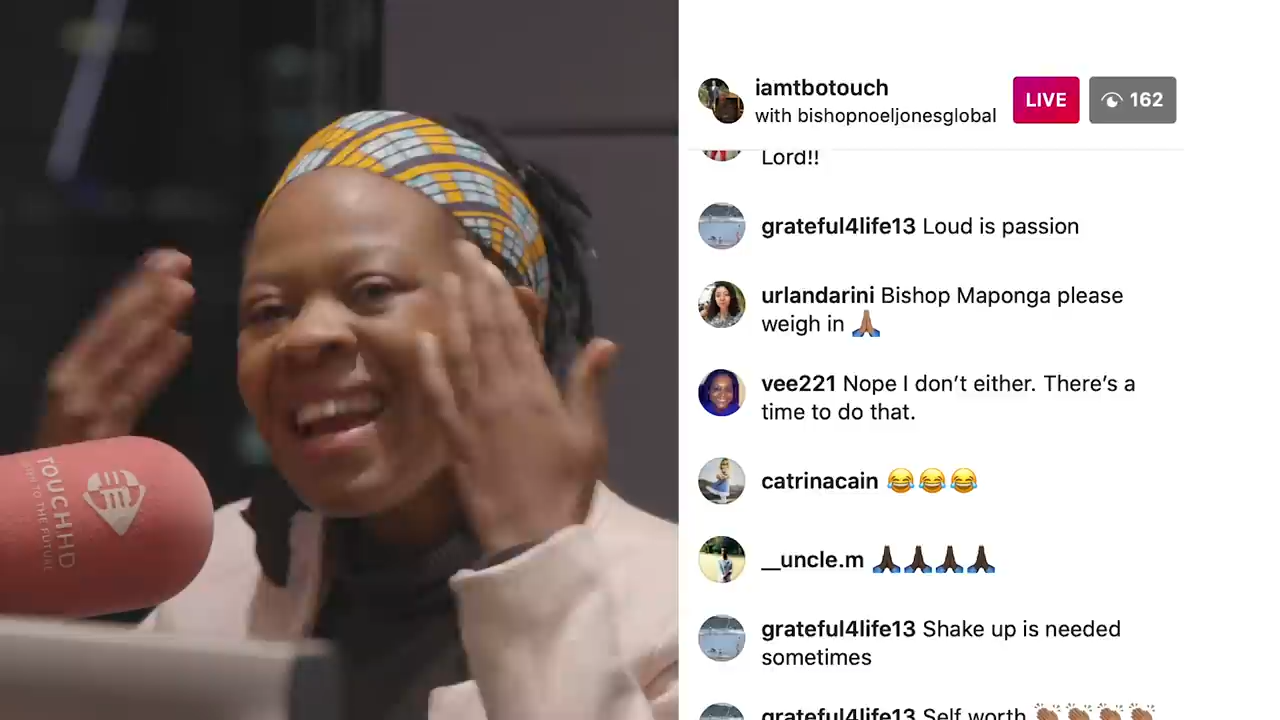 iamtbotouch
with bishopnoeljonesglobal
LIVE
162
Lord!!
grateful4life13 Loud is passion
urlandarini Bishop Maponga please
weigh in 🙏🏽
vee221 Nope I don’t either. There’s a
time to do that.
catrinacain 😂😂😂
__uncle.m 🙏🏿🙏🏿🙏🏿🙏🏿
grateful4life13 Shake up is needed
sometimes
grateful4life13 Self worth 👏🏽👏🏽👏🏽👏🏽
TOUCHHD